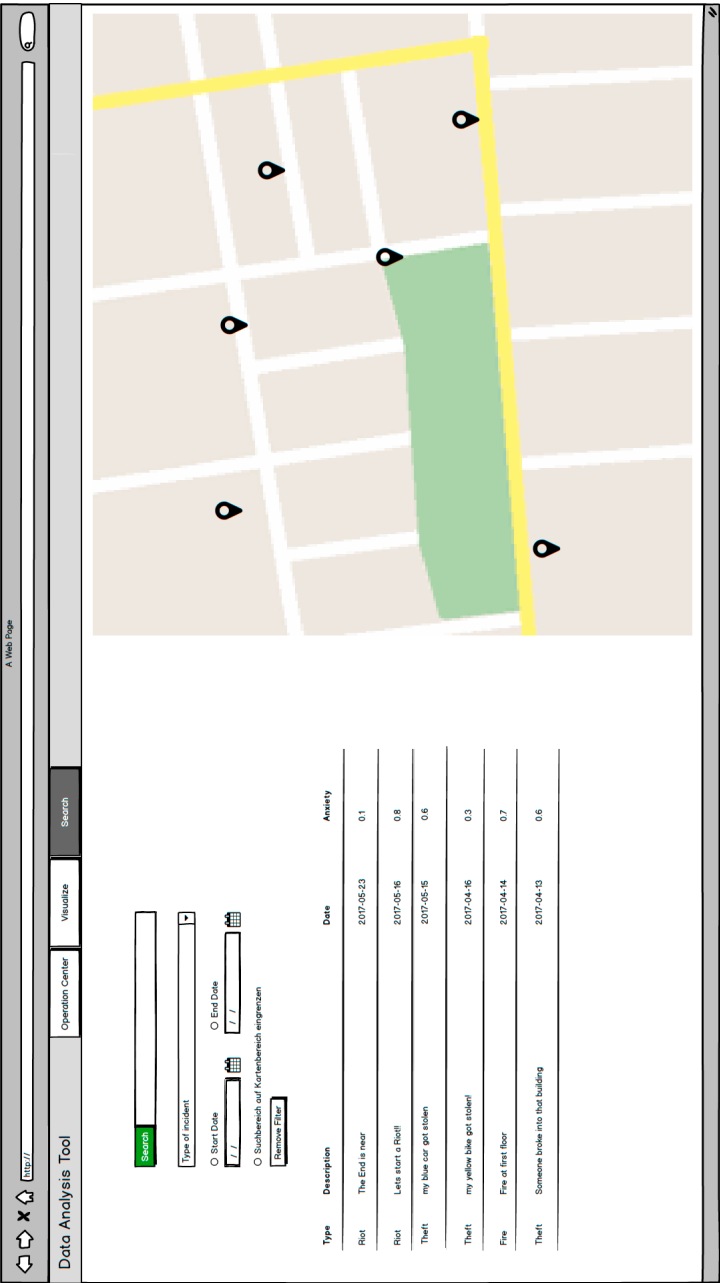 A Web Page
http://
Data Analysis Tool
Operation Center
Visualize
Search
Search
Type of incident
Start Date
End Date
/ /
/ /
Suchbereich auf Kartenbereich eingrenzen
Remove Filter
Type Description Date Anxiety
Riot The End is near 2017-05-23 0.1
Riot Lets start a Riot!! 2017-05-16 0.8
Theft my blue car got stolen 2017-05-15 0.6
Theft my yellow bike got stolen! 2017-04-16 0.3
Fire Fire at first floor 2017-04-14 0.7
Theft Someone broke into that building 2017-04-13 0.6